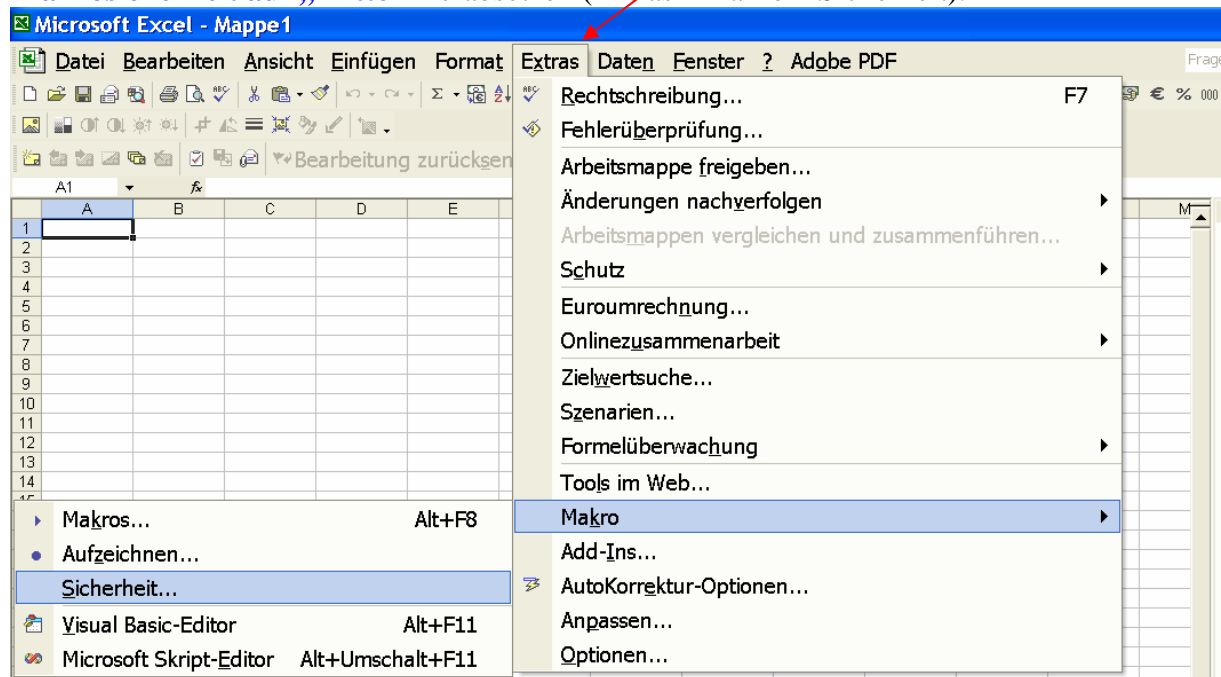 Microsoft Excel - Mappe1
Datei Bearbeiten Ansicht Einfügen Format Extras Daten Fenster ? Adobe PDF
Frage
Bearbeitung zurücksen
A1 fx
A B C D E M
1
2
3
4
5
6
7
8
9
10
11
12
13
14
15
Rechtschreibung... F7
Fehlerüberprüfung...
Arbeitsmappe freigeben...
Änderungen nachverfolgen
Arbeitsmappen vergleichen und zusammenführen...
Schutz
Euroumrechnung...
Onlinezusammenarbeit
Zielwertsuche...
Szenarien...
Formelüberwachung
Tools im Web...
Makro
Add-Ins...
AutoKorrektur-Optionen...
Anpassen...
Optionen...
Makros... Alt+F8
Aufzeichnen...
Sicherheit...
Visual Basic-Editor Alt+F11
Microsoft Skript-Editor Alt+Umschalt+F11